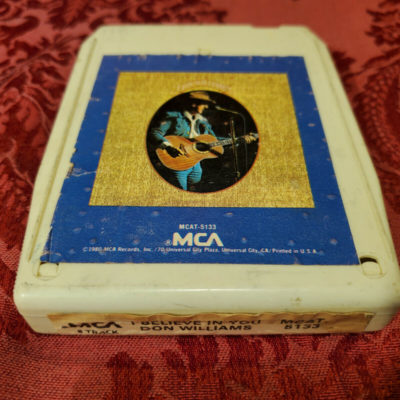 MCAT-5133
MCA
©1980 MCA Records, Inc./70 Universal City Plaza, Universal City, CA/Printed in U.S.A.
MCA I BELIEVE IN YOU MCAT
8 TRACK DON WILLIAMS 5133